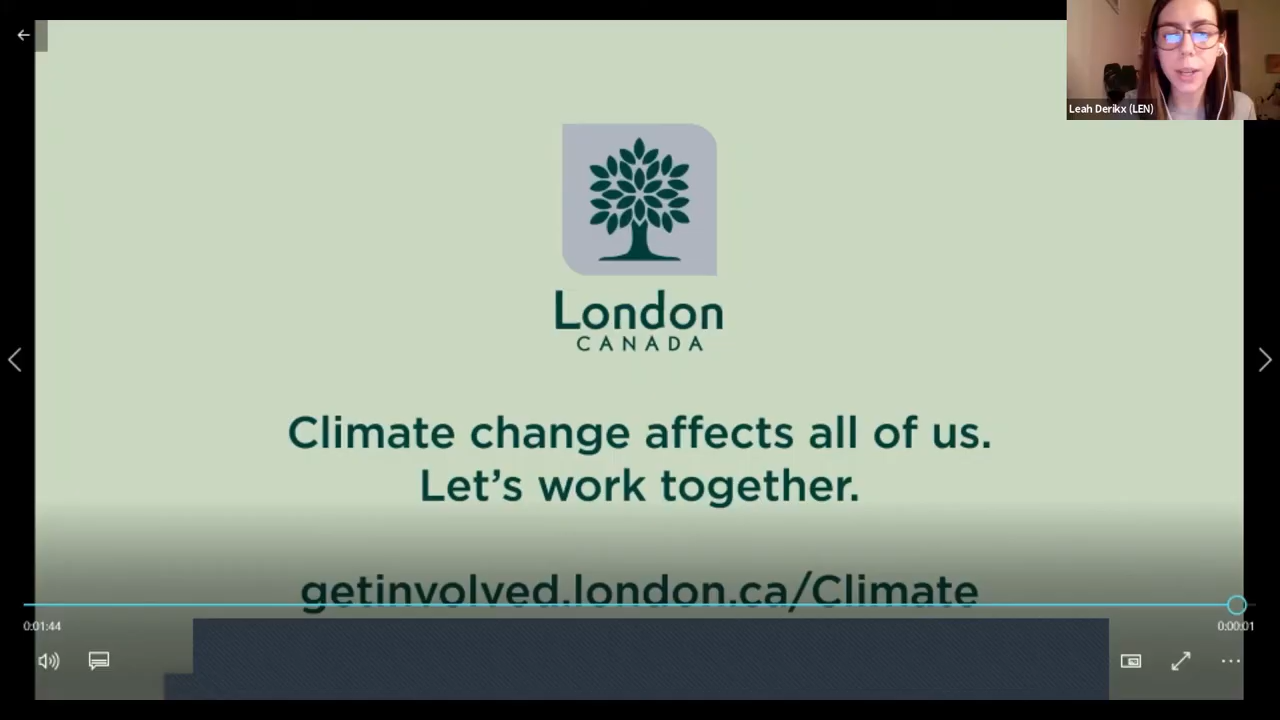 Leah Derikx (LEN)
London
CANADA
Climate change affects all of us.
Let's work together.
getinvolved.london.ca/Climate
0:01:44
0:00:01